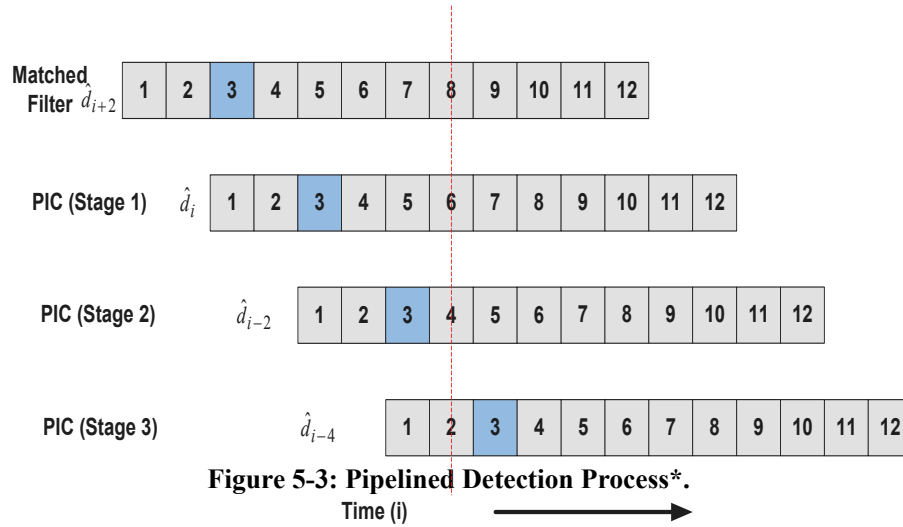 Matched
Filter d̂ᵢ₊₂ 1 2 3 4 5 6 7 8 9 10 11 12
PIC (Stage 1) d̂ᵢ 1 2 3 4 5 6 7 8 9 10 11 12
PIC (Stage 2) d̂ᵢ₋₂ 1 2 3 4 5 6 7 8 9 10 11 12
PIC (Stage 3) d̂ᵢ₋₄ 1 2 3 4 5 6 7 8 9 10 11 12
Figure 5-3: Pipelined Detection Process*.
Time (i)